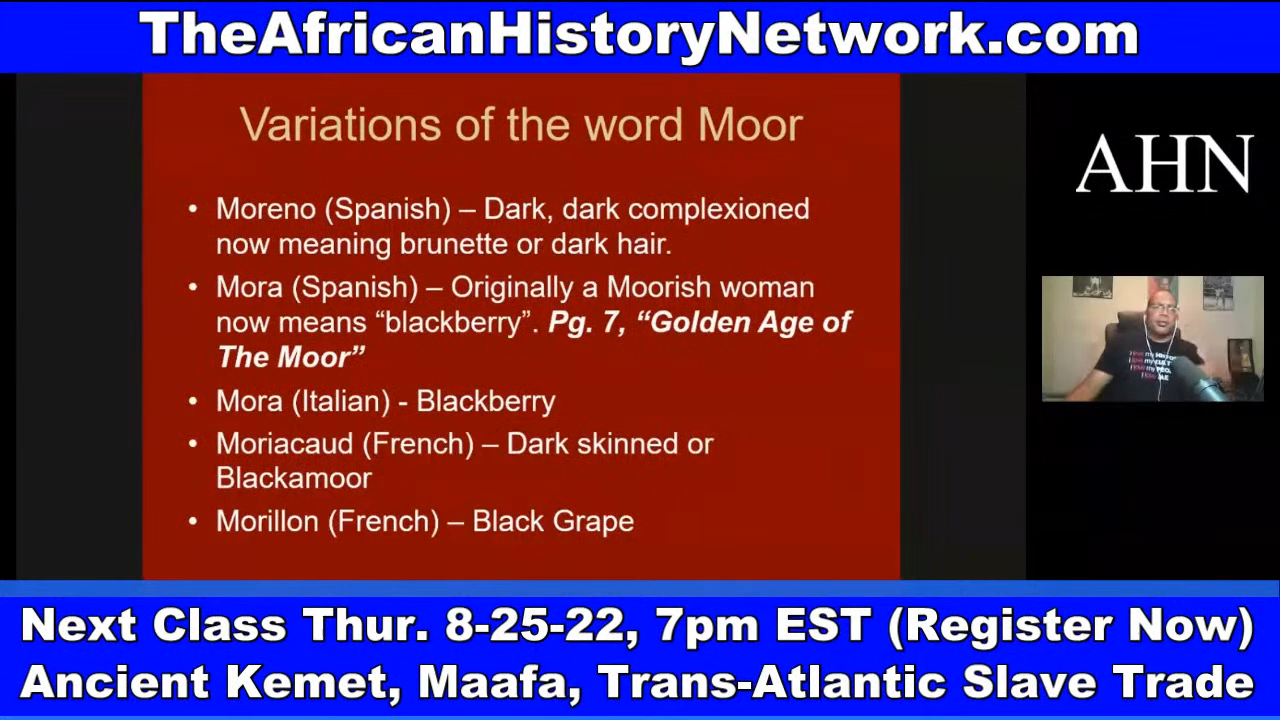 TheAfricanHistoryNetwork.com
Variations of the word Moor
• Moreno (Spanish) – Dark, dark complexioned
now meaning brunette or dark hair.
• Mora (Spanish) – Originally a Moorish woman
now means “blackberry”. Pg. 7, “Golden Age of
The Moor”
• Mora (Italian) - Blackberry
• Moriacaud (French) – Dark skinned or
Blackamoor
• Morillon (French) – Black Grape
AHN
Next Class Thur. 8-25-22, 7pm EST (Register Now)
Ancient Kemet, Maafa, Trans-Atlantic Slave Trade